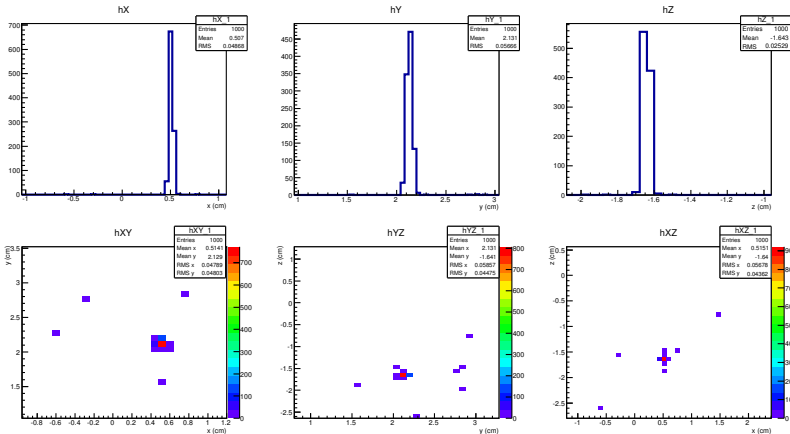 hX
hX_1
Entries 1000
Mean 0.507
RMS 0.04868
700
600
500
400
300
200
100
0
-1 -0.5 0 0.5 1
x (cm)
hY
hY_1
Entries 1000
Mean 2.131
RMS 0.05666
450
400
350
300
250
200
150
100
50
0
1 1.5 2 2.5 3
y (cm)
hZ
hZ_1
Entries 1000
Mean -1.643
RMS 0.02529
500
400
300
200
100
0
-2 -1.8 -1.6 -1.4 -1.2 -1
z (cm)
hXY
hXY_1
Entries 1000
Mean x 0.5141
Mean y 2.129
RMS x 0.04789
RMS y 0.04803
y (cm)
3.5
3
2.5
2
1.5
700
600
500
400
300
200
100
0
-0.8 -0.6 -0.4 -0.2 0 0.2 0.4 0.6 0.8 1 1.2
x (cm)
hYZ
hYZ_1
Entries 1000
Mean x 2.131
Mean y -1.641
RMS x 0.05857
RMS y 0.04475
z (cm)
0
-0.5
-1
-1.5
-2
-2.5
800
700
600
500
400
300
200
100
0
1 1.5 2 2.5 3
y (cm)
hXZ
hXZ_1
Entries 1000
Mean x 0.5151
Mean y -1.64
RMS x 0.05678
RMS y 0.04362
z (cm)
0.5
0
-0.5
-1
-1.5
-2
-2.5
-1 -0.5 0 0.5 1 1.5 2
x (cm)